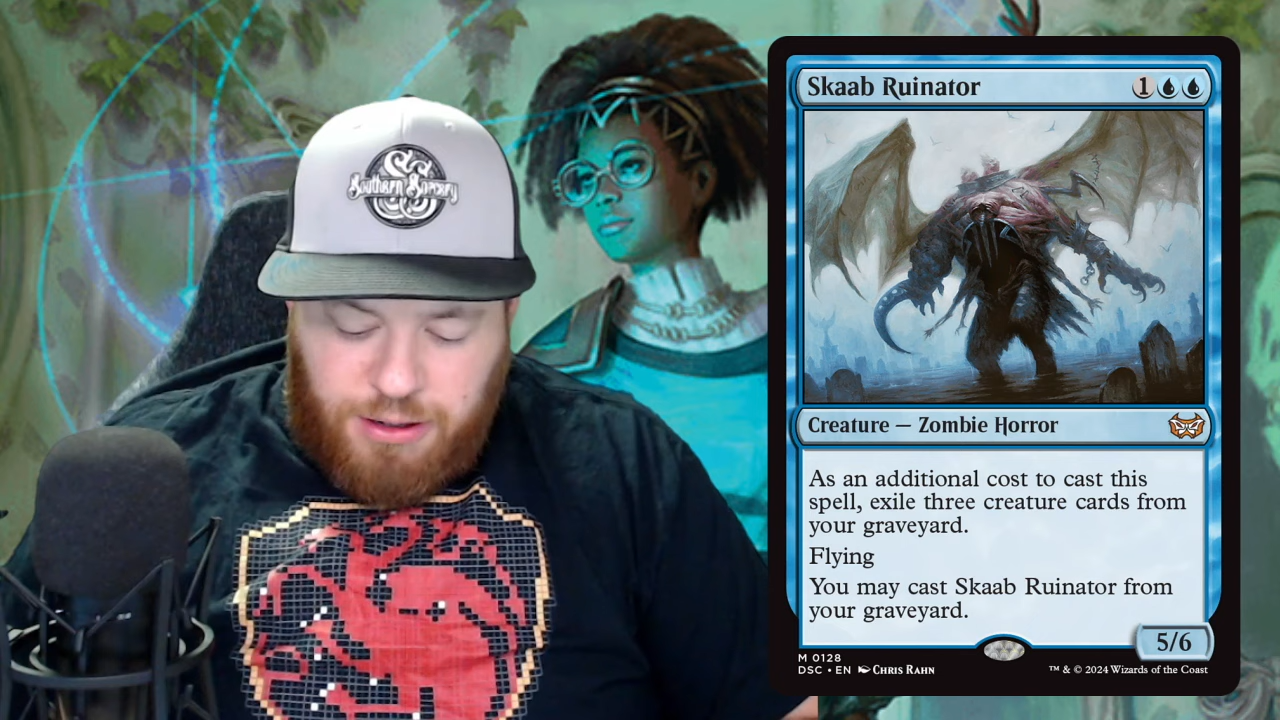 Southern Sorcery
Skaab Ruinator
1
Creature — Zombie Horror
As an additional cost to cast this
spell, exile three creature cards from
your graveyard.
Flying
You may cast Skaab Ruinator from
your graveyard.
5/6
M 0128
DSC • EN Chris Rahn
™ & © 2024 Wizards of the Coast